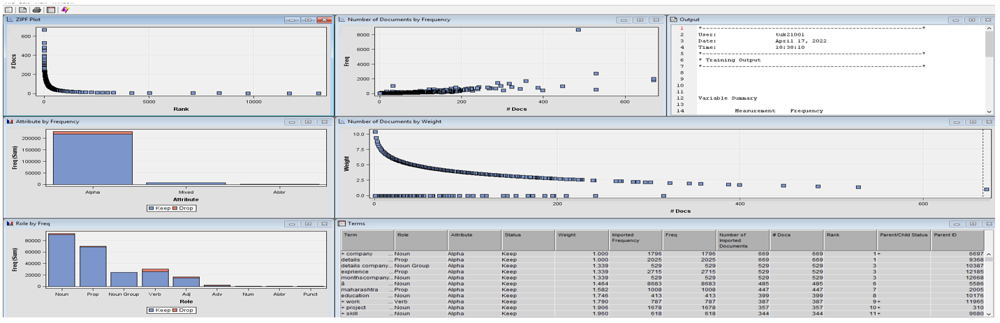 ZIPF Plot
600
400
200
0
# Docs
0
5000
10000
Rank
Number of Documents by Frequency
8000
6000
4000
2000
0
Freq
0
200
400
600
# Docs
Output
1 *------------------------------------------------------------*
2 User: tuk21001
3 Date: April 17, 2022
4 Time: 18:38:10
5 *------------------------------------------------------------*
6 * Training Output
7 *------------------------------------------------------------*
8
9
10
11
12 Variable Summary
13
14 Measurement Frequency
Attribute by Frequency
200000
150000
100000
50000
0
Freq (Sum)
Alpha
Mixed
Abbr
Attribute
Keep Drop
Number of Documents by Weight
10.0
7.5
5.0
2.5
0.0
Weight
0
200
400
600
# Docs
Role by Freq
80000
60000
40000
20000
0
Freq (Sum)
Noun
Prop
Noun Group
Verb
Adj
Adv
Num
Abbr
Punct
Role
Keep Drop
Terms
Term Role Attribute Status Weight Imported Frequency Freq Number of Imported Documents # Docs Rank Parent/Child Status Parent ID
+ company ...Noun Alpha Keep 1.000 1796 1796 669 669 1+ 6697
details ...Prop Alpha Keep 1.000 2025 2025 669 669 1 9368
details company...Noun Group Alpha Keep 1.339 529 529 529 529 3 10387
exprience ...Prop Alpha Keep 1.339 2715 2715 529 529 3 12185
monthscompany...Noun Alpha Keep 1.339 529 529 529 529 3 12668
â ...Noun Alpha Keep 1.464 8683 8683 485 485 6 5586
maharashtra ...Prop Alpha Keep 1.582 1008 1008 447 447 7 2005
education ...Noun Alpha Keep 1.746 413 413 399 399 8 10176
+ work ...Verb Alpha Keep 1.790 787 787 387 387 9+ 11965
+ project ...Noun Alpha Keep 1.906 1678 1678 357 357 10+ 310
+ skill ...Noun Alpha Keep 1.960 618 618 344 344 11+ 9680